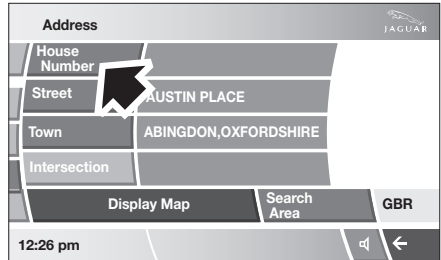 Address
JAGUAR
House
Number
Street
AUSTIN PLACE
Town
ABINGDON,OXFORDSHIRE
Intersection
Display Map
Search
Area
GBR
12:26 pm